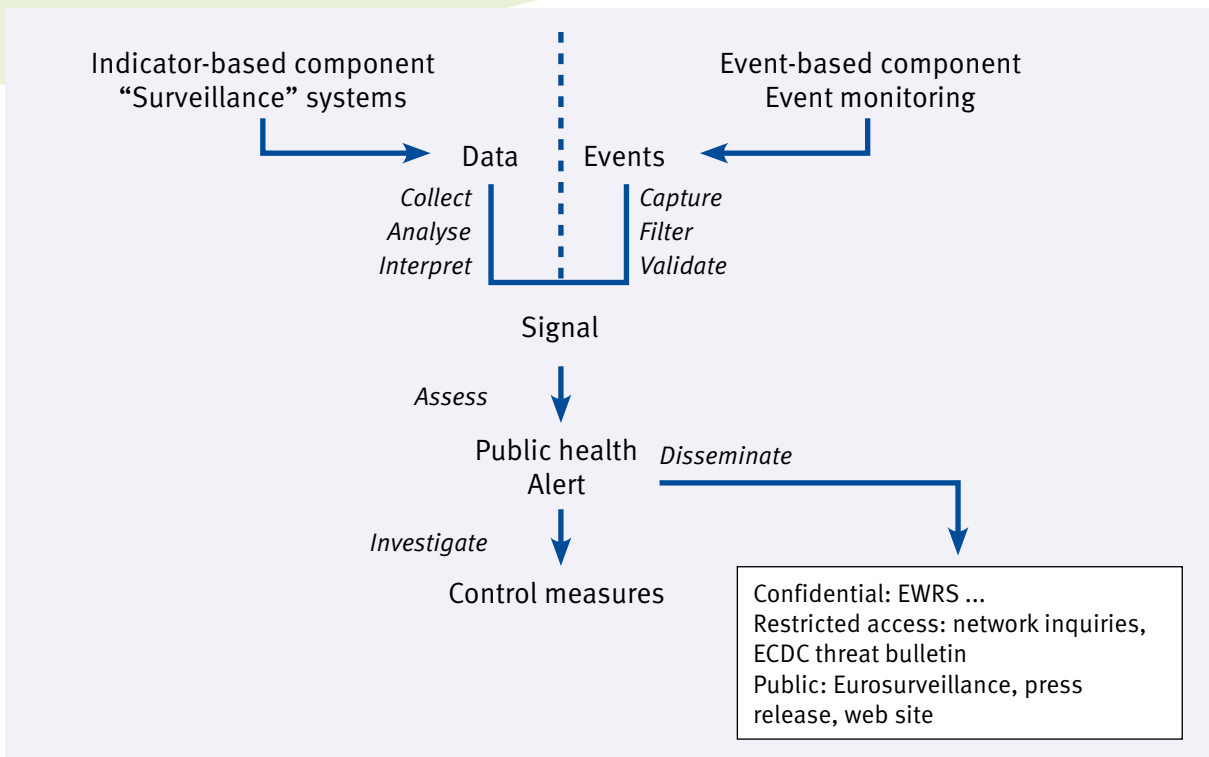 Indicator-based component
“Surveillance” systems
Event-based component
Event monitoring
Data
Events
Collect
Analyse
Interpret
Capture
Filter
Validate
Signal
Assess
Public health
Alert
Disseminate
Investigate
Control measures
Confidential: EWRS ...
Restricted access: network inquiries,
ECDC threat bulletin
Public: Eurosurveillance, press
release, web site